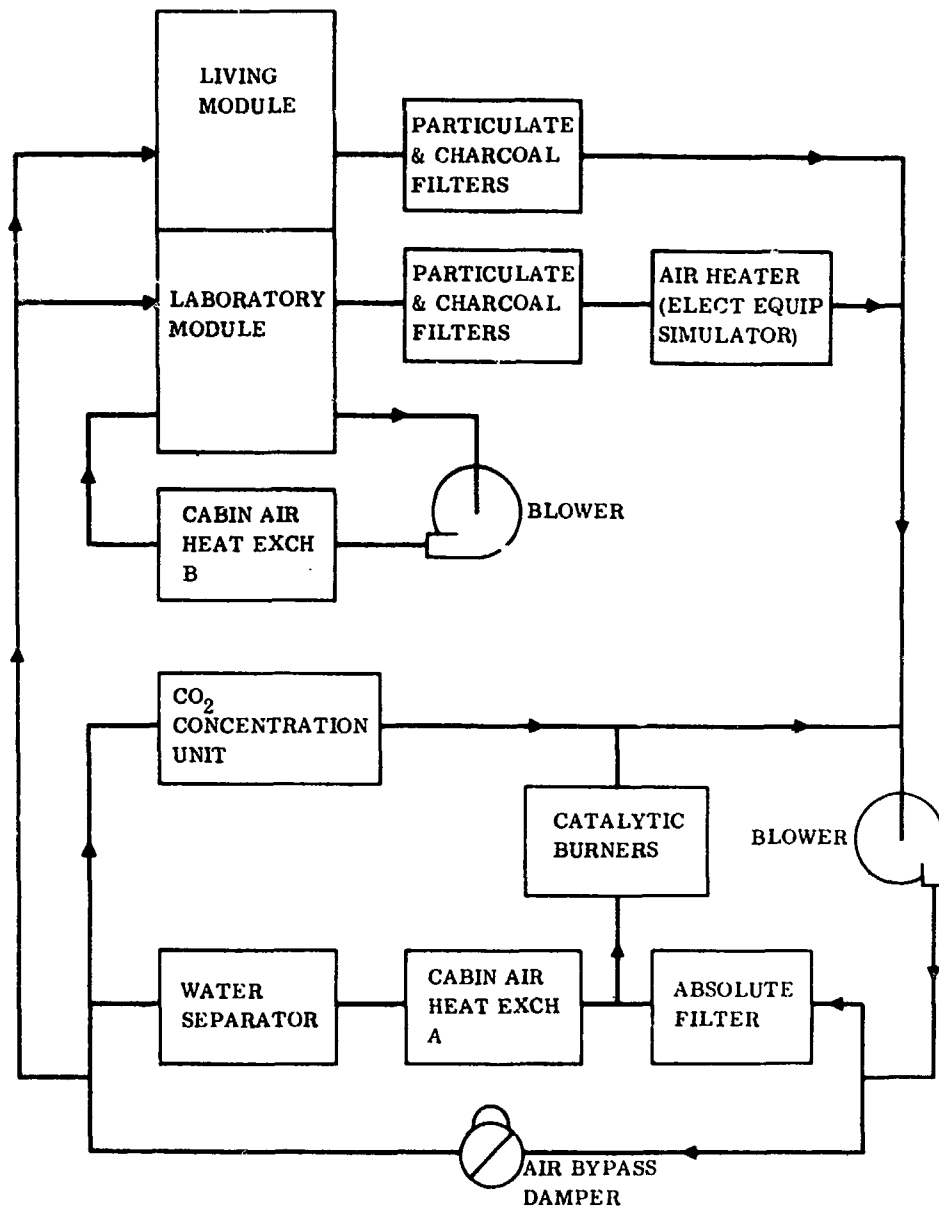 LIVING
MODULE
PARTICULATE
& CHARCOAL
FILTERS
LABORATORY
MODULE
PARTICULATE
& CHARCOAL
FILTERS
AIR HEATER
(ELECT EQUIP
SIMULATOR)
CABIN AIR
HEAT EXCH
B
BLOWER
CO2
CONCENTRATION
UNIT
CATALYTIC
BURNERS
BLOWER
WATER
SEPARATOR
CABIN AIR
HEAT EXCH
A
ABSOLUTE
FILTER
AIR BYPASS
DAMPER